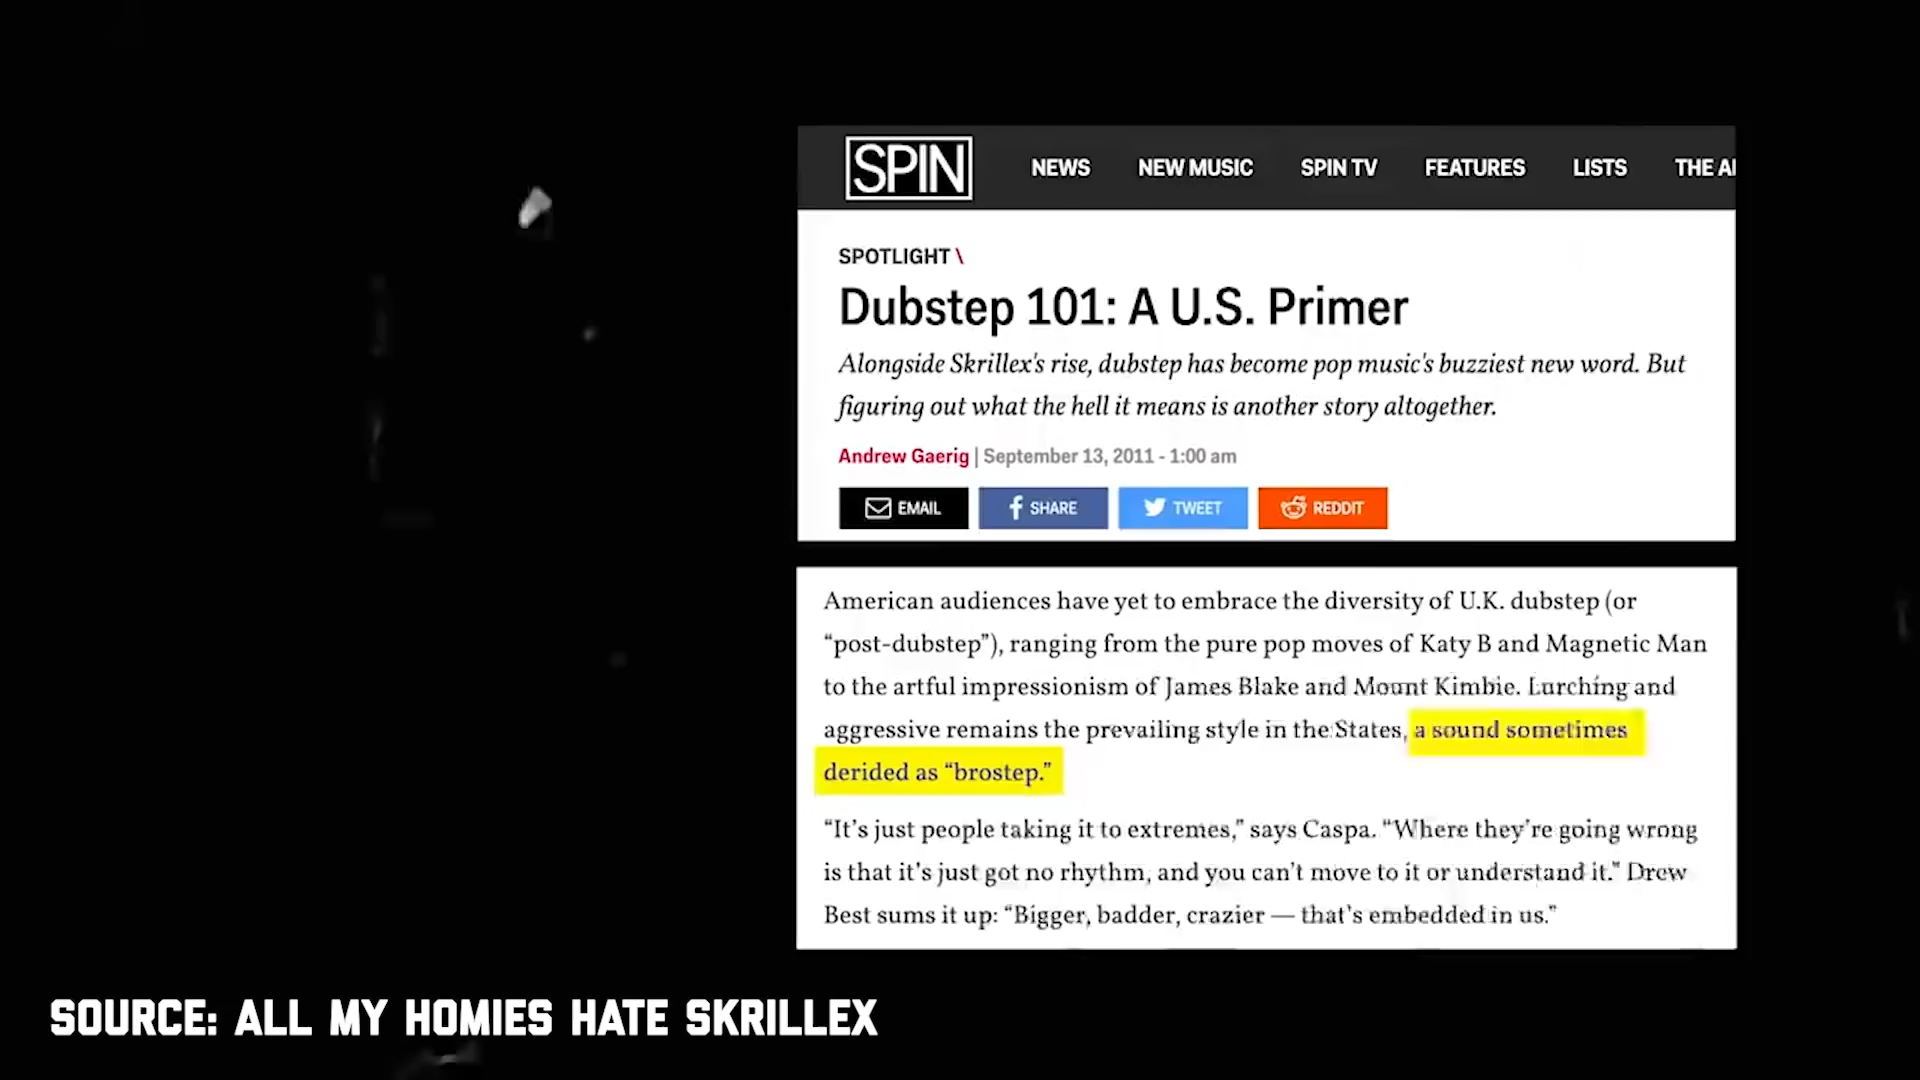 SPIN NEWS NEW MUSIC SPIN TV FEATURES LISTS THE
SPOTLIGHT \
Dubstep 101: A U.S. Primer
Alongside Skrillex's rise, dubstep has become pop music's buzziest new word. But
figuring out what the hell it means is another story altogether.
Andrew Gaerig | September 13, 2011 - 1:00 am
EMAIL SHARE TWEET REDDIT
American audiences have yet to embrace the diversity of U.K. dubstep (or
“post-dubstep”), ranging from the pure pop moves of Katy B and Magnetic Man
to the artful impressionism of James Blake and Mount Kimbie. Lurching and
aggressive remains the prevailing style in the States, a sound sometimes
derided as “brostep.”
“It’s just people taking it to extremes,” says Caspa. “Where they’re going wrong
is that it’s just got no rhythm, and you can’t move to it or understand it.” Drew
Best sums it up: “Bigger, badder, crazier — that’s embedded in us.”
SOURCE: ALL MY HOMIES HATE SKRILLEX